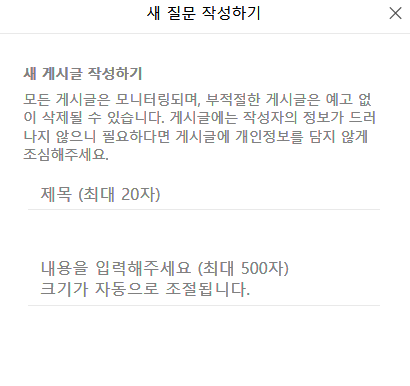 새 질문 작성하기
새 게시글 작성하기
모든 게시글은 모니터링되며, 부적절한 게시글은 예고 없
이 삭제될 수 있습니다. 게시글에는 작성자의 정보가 드러
나지 않으니 필요하다면 게시글에 개인정보를 담지 않게
조심해주세요.
제목 (최대 20자)
내용을 입력해주세요 (최대 500자)
크기가 자동으로 조절됩니다.